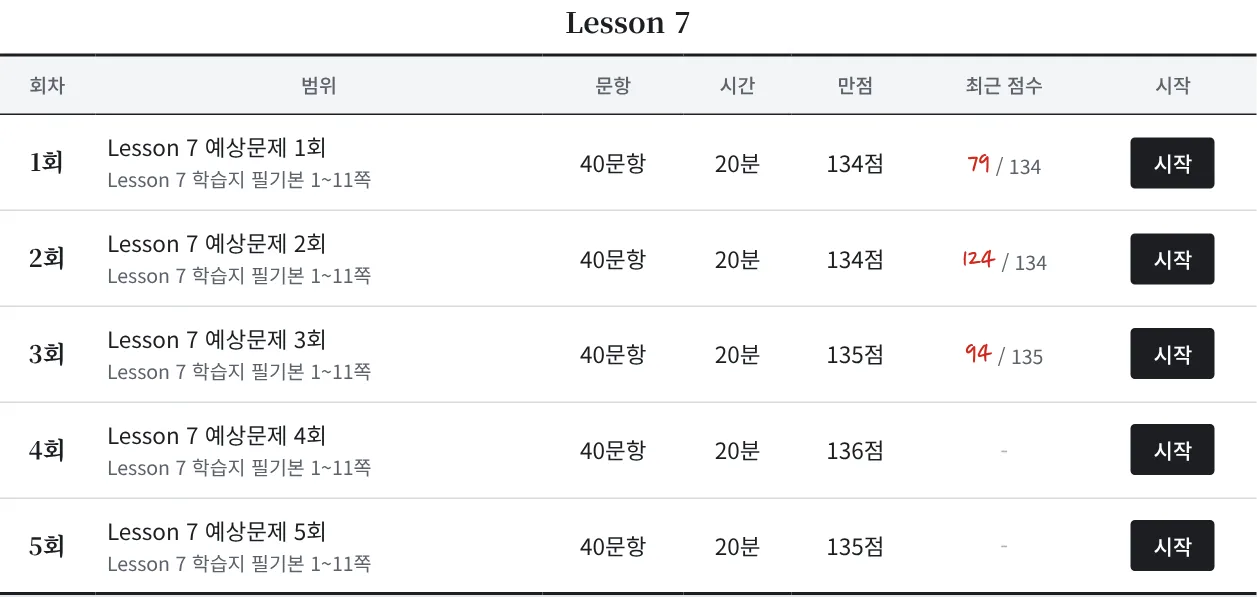 Lesson 7
회차 범위 문항 시간 만점 최근 점수 시작
1회 Lesson 7 예상문제 1회 40문항 20분 134점 79 / 134 시작
Lesson 7 학습지 필기본 1~11쪽
2회 Lesson 7 예상문제 2회 40문항 20분 134점 124 / 134 시작
Lesson 7 학습지 필기본 1~11쪽
3회 Lesson 7 예상문제 3회 40문항 20분 135점 94 / 135 시작
Lesson 7 학습지 필기본 1~11쪽
4회 Lesson 7 예상문제 4회 40문항 20분 136점 - 시작
Lesson 7 학습지 필기본 1~11쪽
5회 Lesson 7 예상문제 5회 40문항 20분 135점 - 시작
Lesson 7 학습지 필기본 1~11쪽